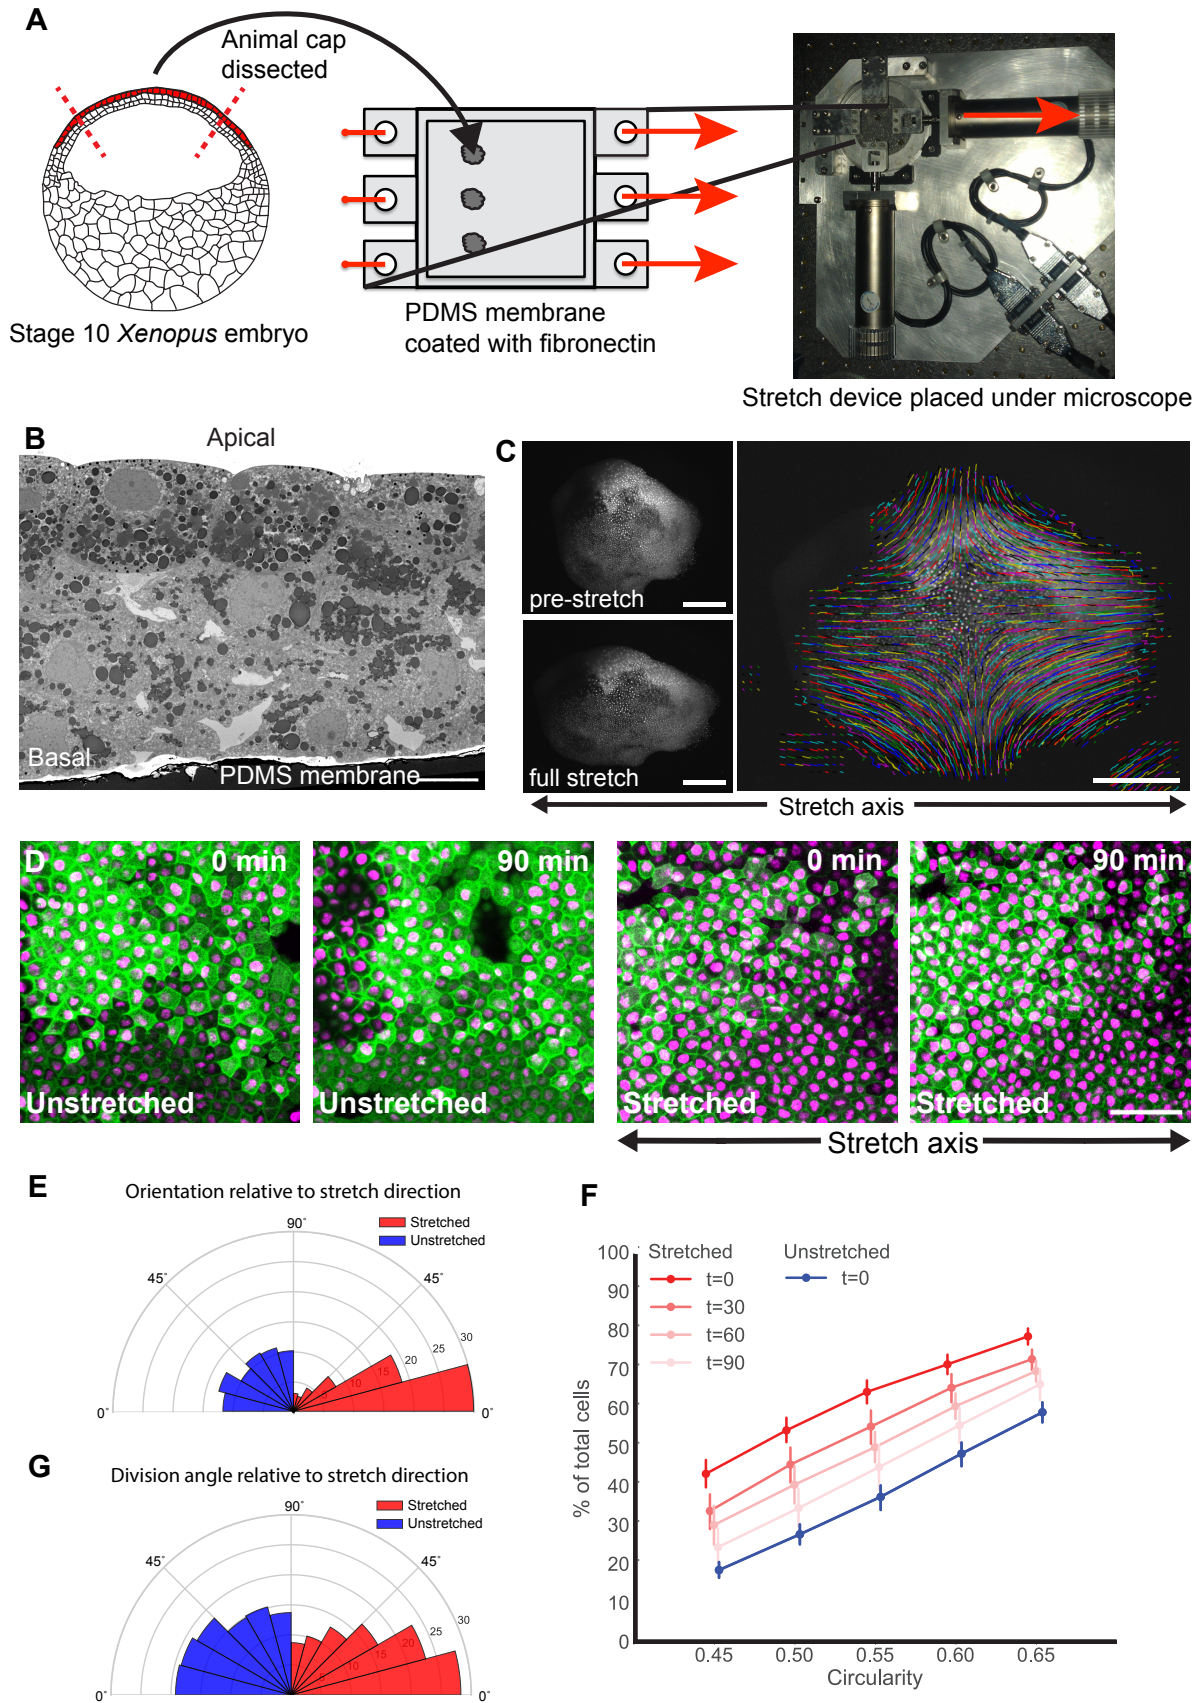 A
Animal cap
dissected
Stage 10 Xenopus embryo
PDMS membrane
coated with fibronectin
Stretch device placed under microscope
B
Apical
Basal
PDMS membrane
C
pre-stretch
full stretch
Stretch axis
D
0 min
Unstretched
90 min
Unstretched
0 min
Stretched
90 min
Stretched
Stretch axis
E
Orientation relative to stretch direction
Stretched
Unstretched
90°
45°
45°
0°
0°
5
10
15
20
25
30
F
Stretched
Unstretched
t=0
t=0
t=30
t=60
t=90
% of total cells
100
90
80
70
60
50
40
30
20
10
0
0.45
0.50
0.55
0.60
0.65
Circularity
G
Division angle relative to stretch direction
Stretched
Unstretched
90°
45°
45°
0°
0°
5
10
15
20
25
30